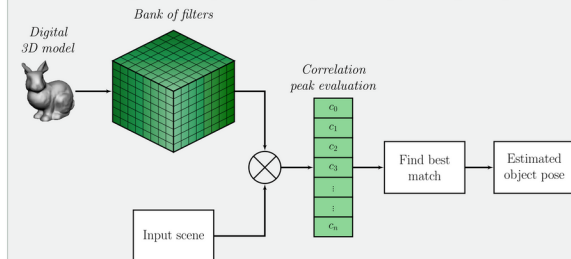 Bank of filters
Digital
3D model
Correlation
peak evaluation
c₀
c₁
c₂
c₃
⋮
⋮
cₙ
Find best
match
Estimated
object pose
Input scene